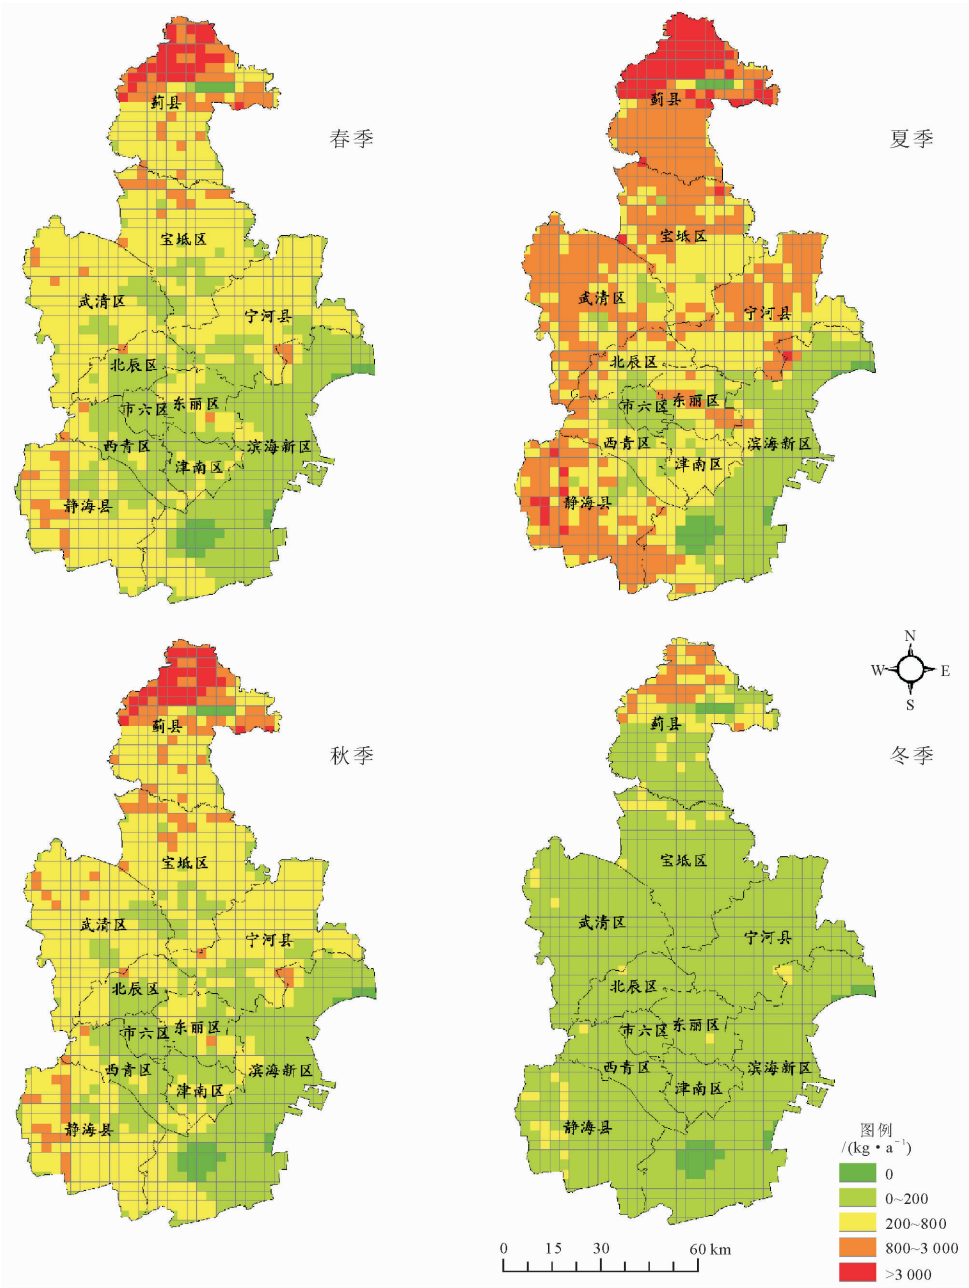 蓟县
春季
宝坻区
武清区
宁河县
北辰区
市六区
东丽区
西青区
滨海新区
津南区
静海县
蓟县
夏季
宝坻区
武清区
宁河县
北辰区
市六区
东丽区
西青区
滨海新区
津南区
静海县
蓟县
秋季
宝坻区
武清区
宁河县
北辰区
市六区
东丽区
西青区
滨海新区
津南区
静海县
N
W
E
S
蓟县
冬季
宝坻区
武清区
宁河县
北辰区
市六区
东丽区
西青区
滨海新区
津南区
静海县
图例
/(kg·a⁻¹)
0
0~200
200~800
800~3 000
>3 000
0 15 30 60 km